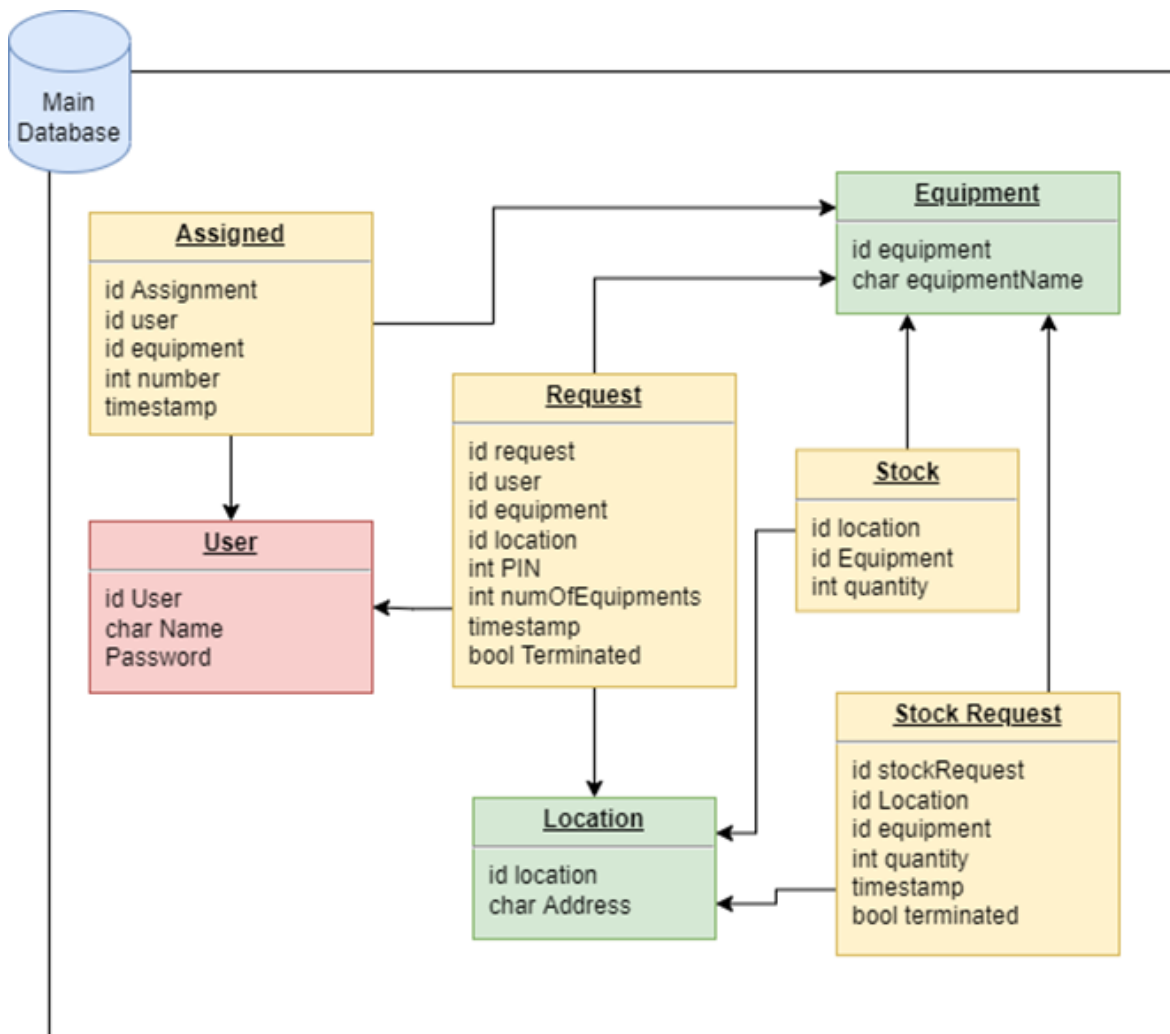 Main
Database
Assigned
id Assignment
id user
id equipment
int number
timestamp
Equipment
id equipment
char equipmentName
Request
id request
id user
id equipment
id location
int PIN
int numOfEquipments
timestamp
bool Terminated
Stock
id location
id Equipment
int quantity
User
id User
char Name
Password
Stock Request
id stockRequest
id Location
id equipment
int quantity
timestamp
bool terminated
Location
id location
char Address